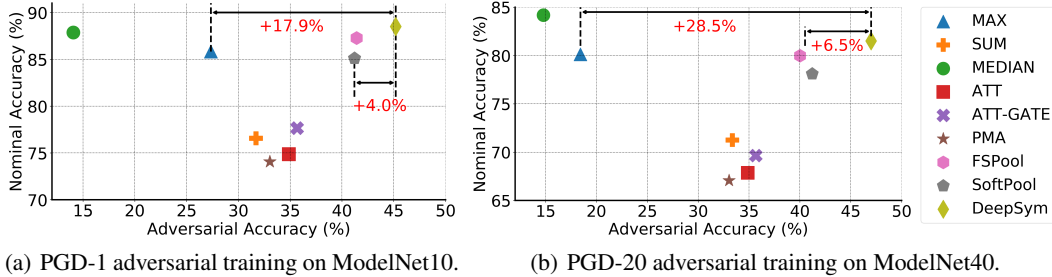 90
85
80
75
70
Nominal Accuracy (%)
+17.9%
+4.0%
15 20 25 30 35 40 45 50
Adversarial Accuracy (%)
(a) PGD-1 adversarial training on ModelNet10.
85
80
75
70
65
Nominal Accuracy (%)
+28.5%
+6.5%
15 20 25 30 35 40 45 50
Adversarial Accuracy (%)
(b) PGD-20 adversarial training on ModelNet40.
MAX
SUM
MEDIAN
ATT
ATT-GATE
PMA
FSPool
SoftPool
DeepSym